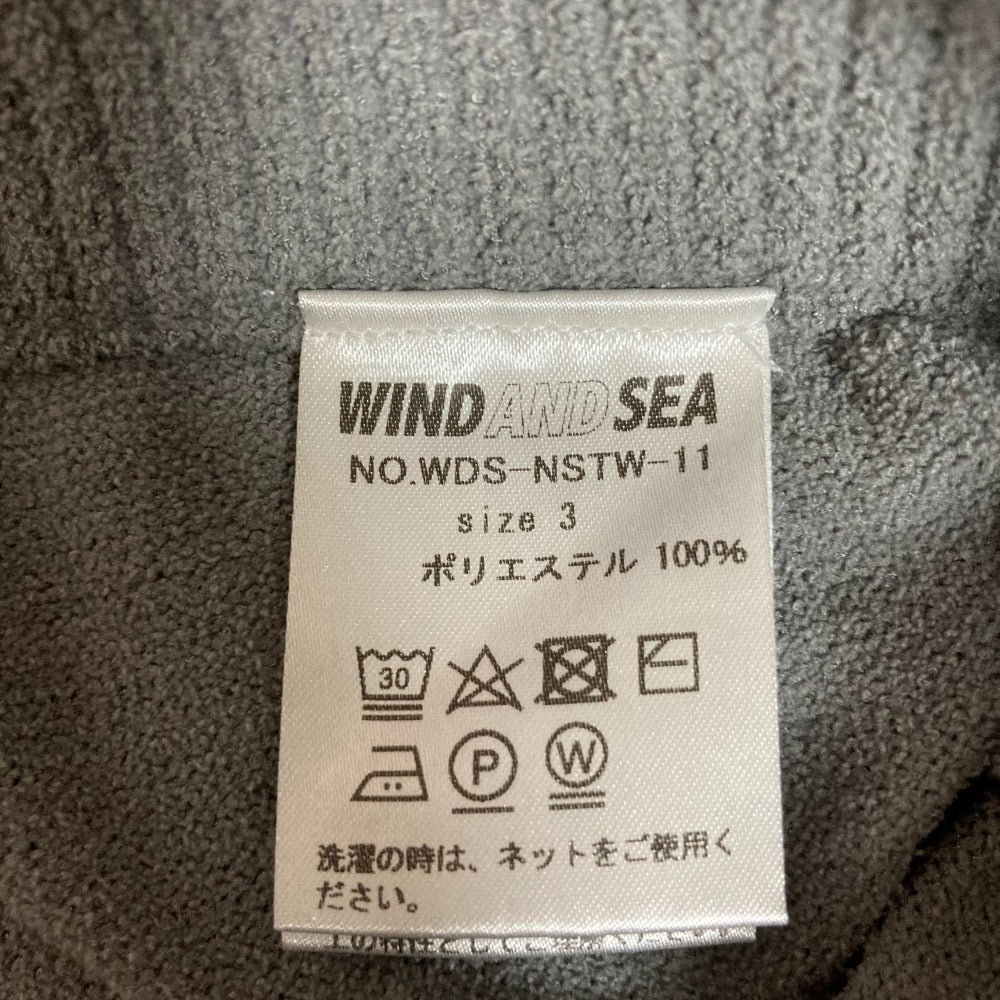 WIND AND SEA
NO.WDS-NSTW-11
size 3
ポリエステル 100%
30
P
W
洗濯の時は、ネットをご使用く
ださい。